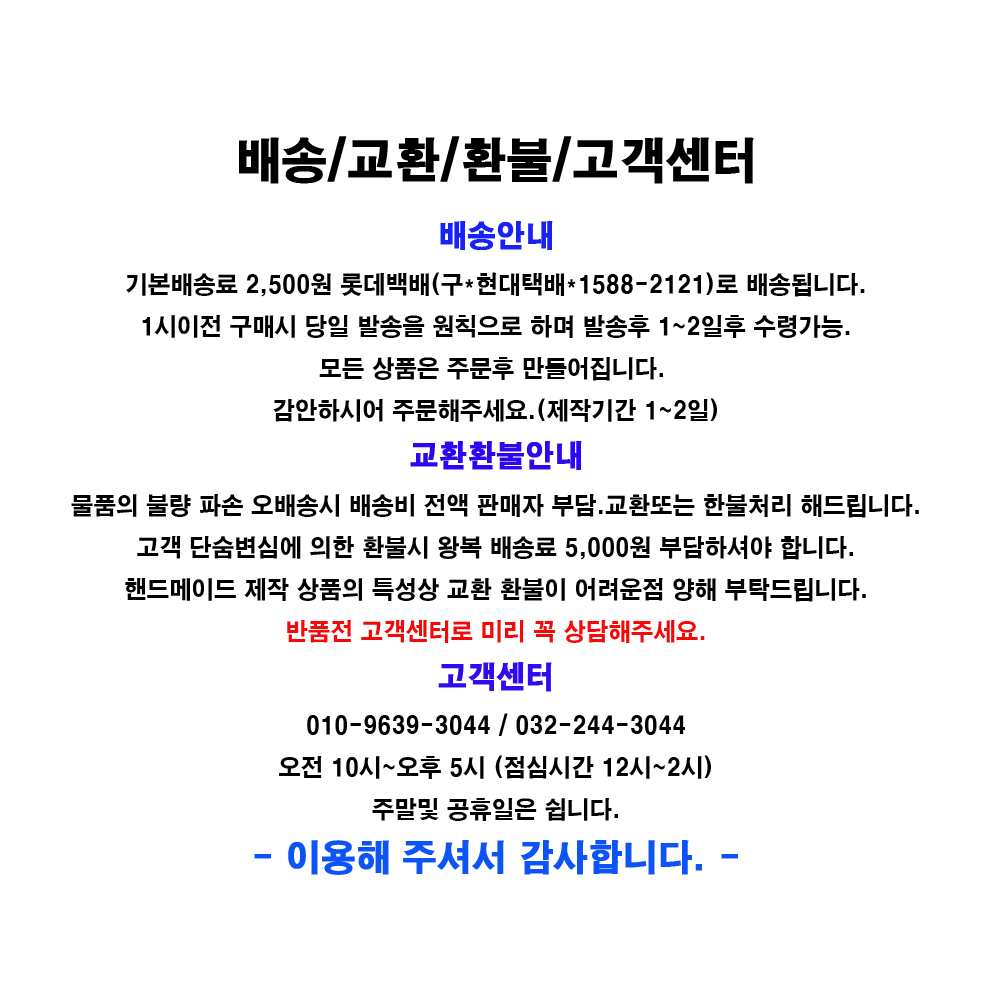 배송/교환/환불/고객센터
배송안내
기본배송료 2,500원 롯데백배(구*현대택배*1588-2121)로 배송됩니다.
1시이전 구매시 당일 발송을 원칙으로 하며 발송후 1~2일후 수령가능.
모든 상품은 주문후 만들어집니다.
감안하시어 주문해주세요.(제작기간 1~2일)
교환환불안내
물품의 불량 파손 오배송시 배송비 전액 판매자 부담.교환또는 한불처리 해드립니다.
고객 단숨변심에 의한 환불시 왕복 배송료 5,000원 부담하셔야 합니다.
핸드메이드 제작 상품의 특성상 교환 환불이 어려운점 양해 부탁드립니다.
반품전 고객센터로 미리 꼭 상담해주세요.
고객센터
010-9639-3044 / 032-244-3044
오전 10시~오후 5시 (점심시간 12시~2시)
주말및 공휴일은 쉽니다.
- 이용해 주셔서 감사합니다. -